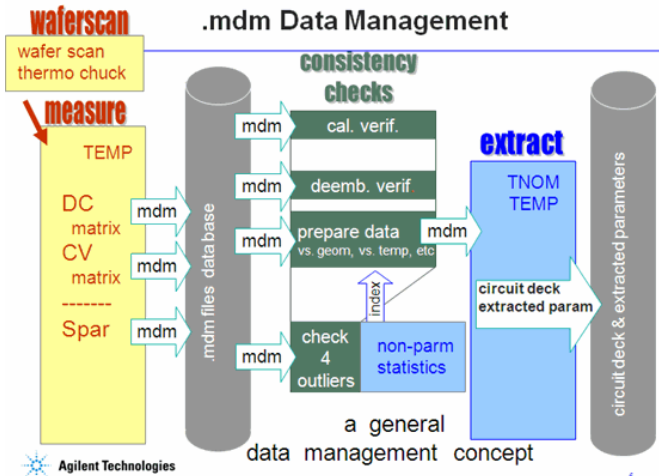 waferscan
.mdm Data Management
wafer scan
thermo chuck
consistency
checks
measure
mdm
cal. verif.
extract
TEMP
mdm
deemb. verif.
TNOM
TEMP
DC
matrix
mdm
mdm
prepare data
vs. geom, vs. temp, etc
mdm
CV
matrix
mdm
.mdm files database
index
circuit deck
extracted param
circuit deck & extracted parameters
-------
Spar
mdm
mdm
check
4
outliers
non-parm
statistics
a general
data management concept
Agilent Technologies